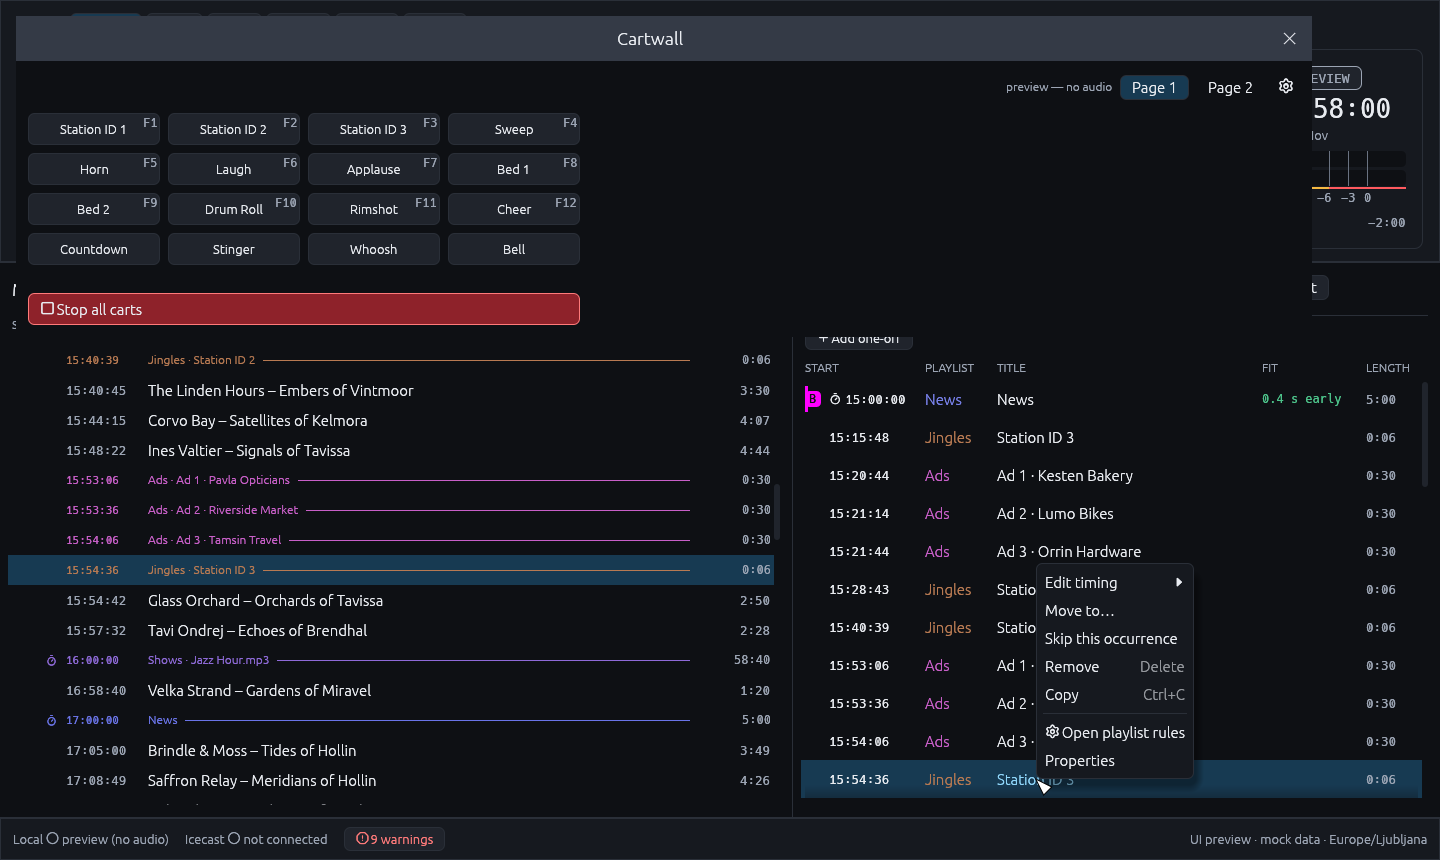 Cartwall
preview — no audio Page 1 Page 2
EVIEW
58:00
Nov
−6 −3 0
−2:00
Station ID 1 F1 Station ID 2 F2 Station ID 3 F3 Sweep F4
Horn F5 Laugh F6 Applause F7 Bed 1 F8
Bed 2 F9 Drum Roll F10 Rimshot F11 Cheer F12
Countdown Stinger Whoosh Bell
Stop all carts
15:40:39 Jingles · Station ID 2 0:06
15:40:45 The Linden Hours – Embers of Vintmoor 3:30
15:44:15 Corvo Bay – Satellites of Kelmora 4:07
15:48:22 Ines Valtier – Signals of Tavissa 4:44
15:53:06 Ads · Ad 1 · Pavla Opticians 0:30
15:53:36 Ads · Ad 2 · Riverside Market 0:30
15:54:06 Ads · Ad 3 · Tamsin Travel 0:30
15:54:36 Jingles · Station ID 3 0:06
15:54:42 Glass Orchard – Orchards of Tavissa 2:50
15:57:32 Tavi Ondrej – Echoes of Brendhal 2:28
16:00:00 Shows · Jazz Hour.mp3 58:40
16:58:40 Velka Strand – Gardens of Miravel 1:20
17:00:00 News 5:00
17:05:00 Brindle & Moss – Tides of Hollin 3:49
17:08:49 Saffron Relay – Meridians of Hollin 4:26
+ Add one-off
START PLAYLIST TITLE FIT LENGTH
B 15:00:00 News News 0.4 s early 5:00
15:15:48 Jingles Station ID 3 0:06
15:20:44 Ads Ad 1 · Kesten Bakery 0:30
15:21:14 Ads Ad 2 · Lumo Bikes 0:30
15:21:44 Ads Ad 3 · Orrin Hardware 0:30
15:28:43 Jingles Statio 0:06
15:40:39 Jingles Statio 0:06
15:53:06 Ads Ad 1 · 0:30
15:53:36 Ads Ad 2 · 0:30
15:54:06 Ads Ad 3 · 0:30
15:54:36 Jingles Station ID 3 0:06
Edit timing
Move to…
Skip this occurrence
Remove Delete
Copy Ctrl+C
Open playlist rules
Properties
Local preview (no audio) Icecast not connected 9 warnings
UI preview · mock data · Europe/Ljubljana